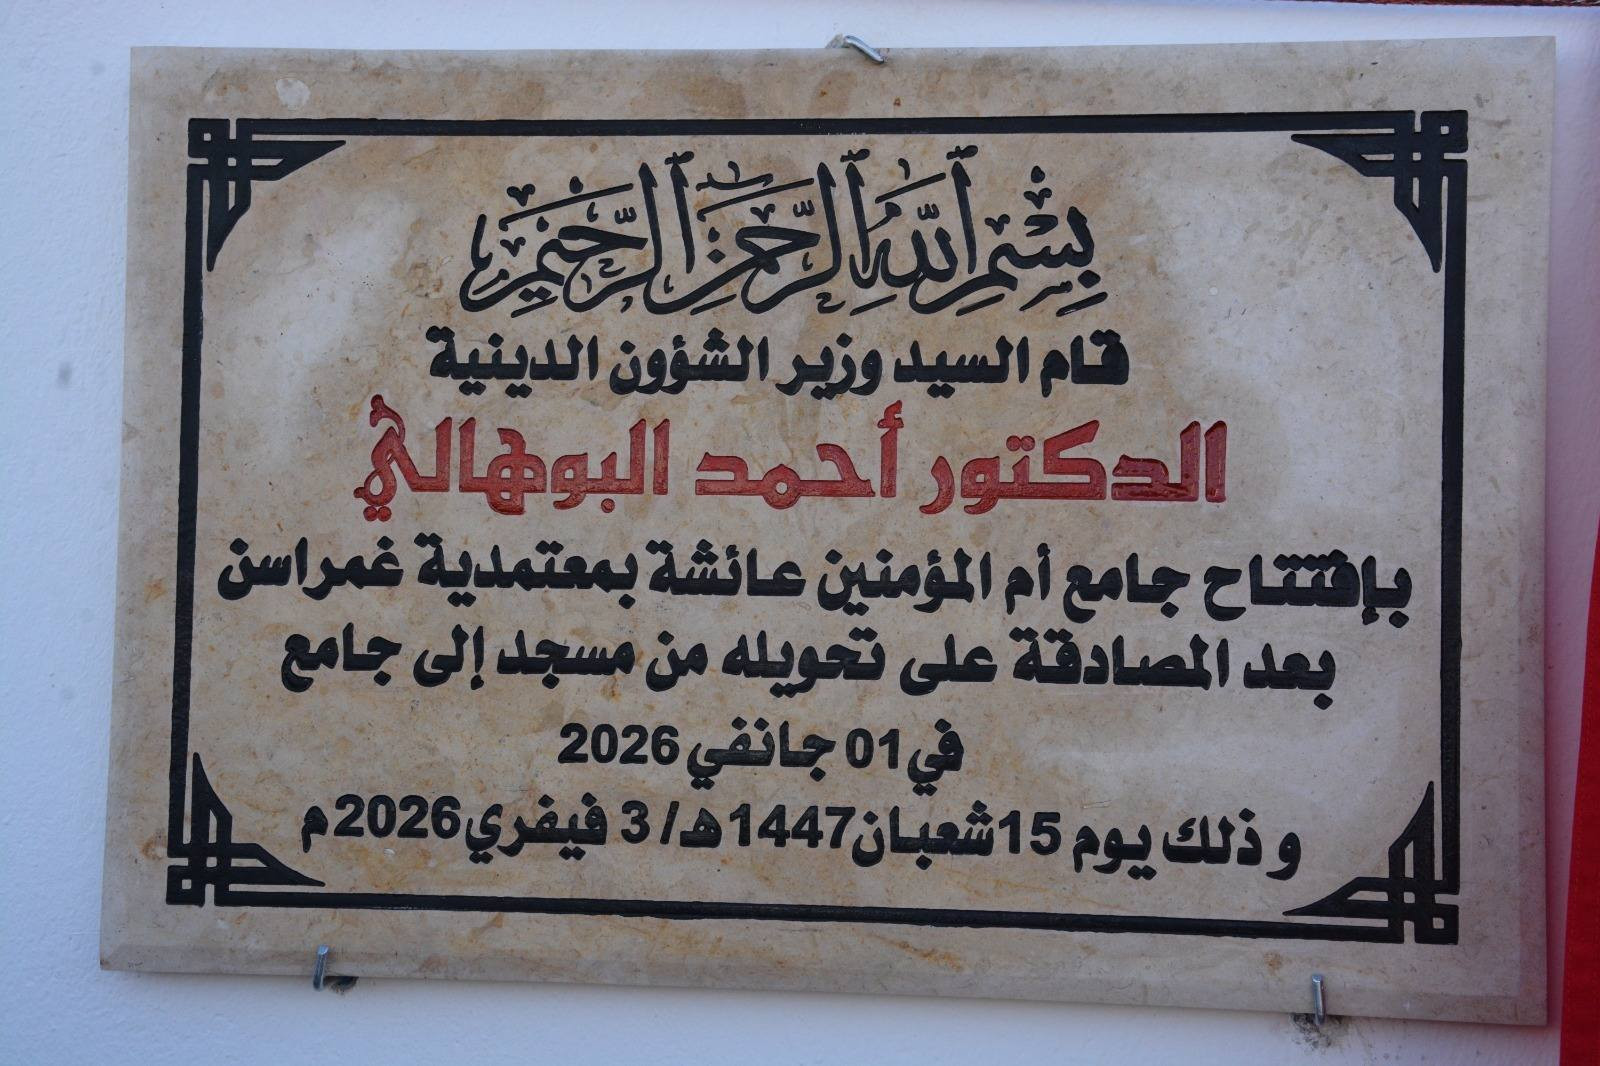 بسم الله الرحمن الرحيم
قام السيد وزير الشؤون الدينية
الدكتور أحمد البوهالي
بإفتتاح جامع أم المؤمنين عائشة بمعتمدية غمراسن
بعد المصادقة على تحويله من مسجد إلى جامع
في 01 جانفي 2026
و ذلك يوم 15 شعبان 1447 هـ/ 3 فيفري 2026 م